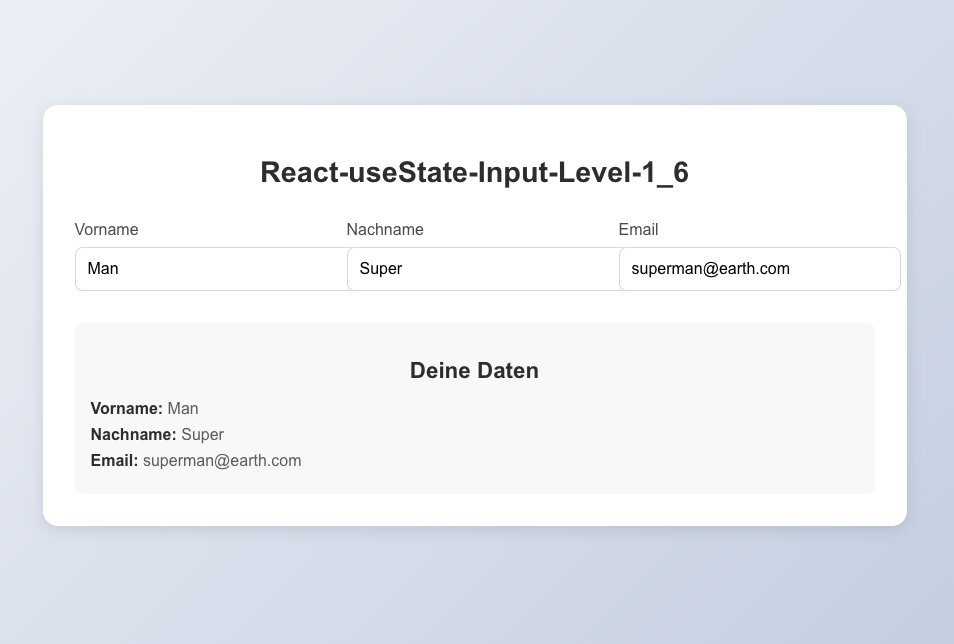 React-useState-Input-Level-1_6
Vorname Nachname Email
Man Super superman@earth.com
Deine Daten
Vorname: Man
Nachname: Super
Email: superman@earth.com